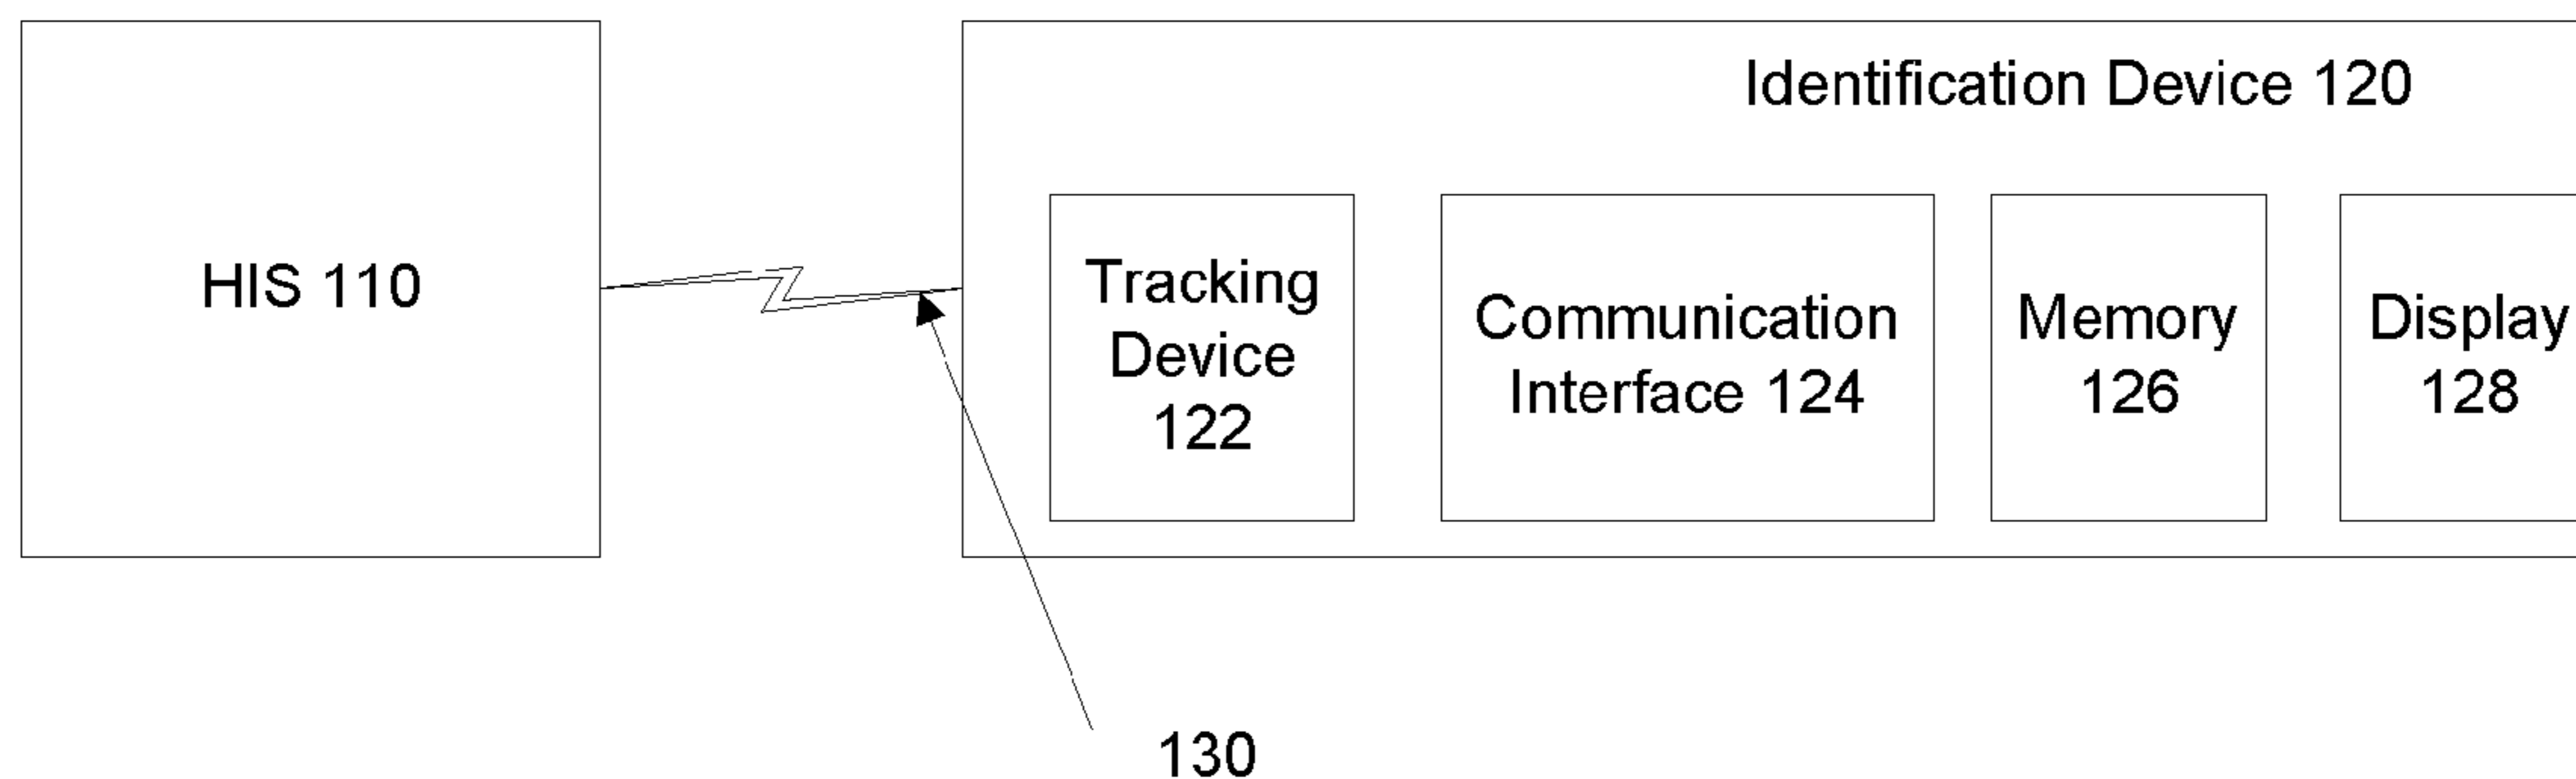 Identification Device 120
HIS 110
Tracking
Device
122
Communication
Interface 124
Memory
126
Display
128
130